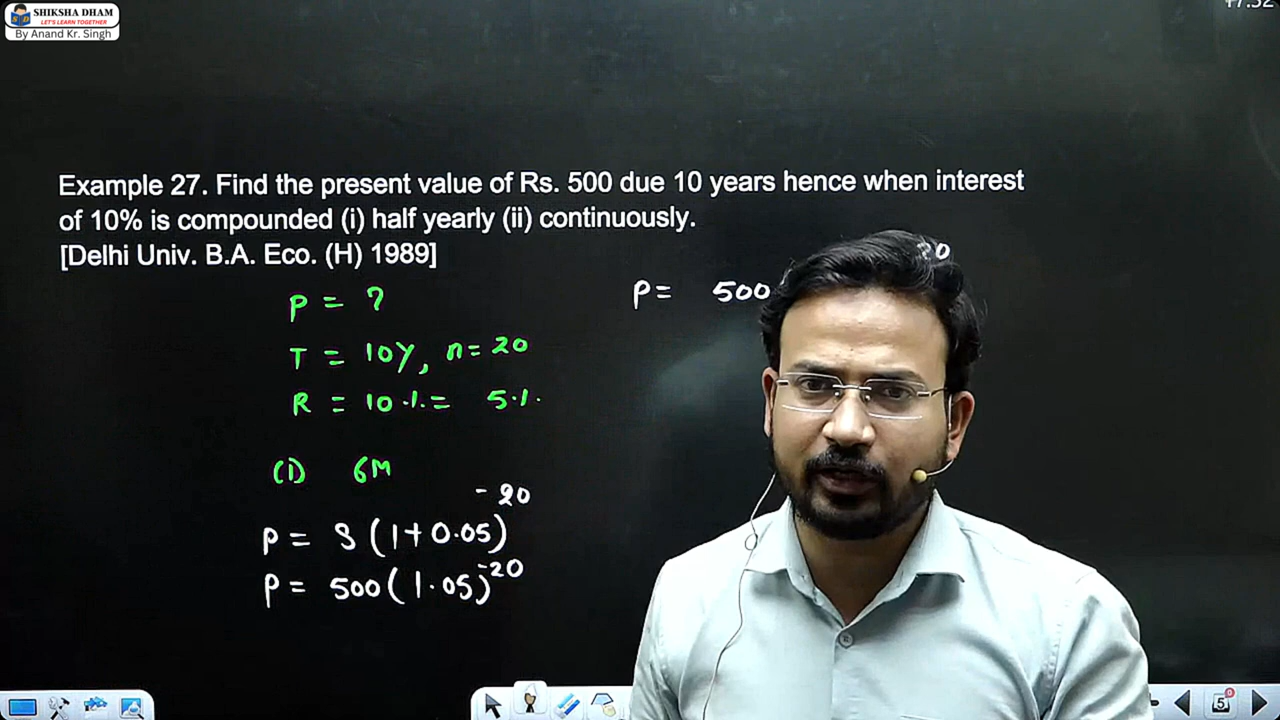 SHIKSHA DHAM
LET'S LEARN TOGETHER
By Anand Kr. Singh
Example 27. Find the present value of Rs. 500 due 10 years hence when interest
of 10% is compounded (i) half yearly (ii) continuously.
[Delhi Univ. B.A. Eco. (H) 1989]
P = ?
T = 10Y, n = 20
R = 10 % = 5 %
(i) 6M
P = S (1 + 0.05)^-20
P = 500 (1.05)^-20
P = 500
20